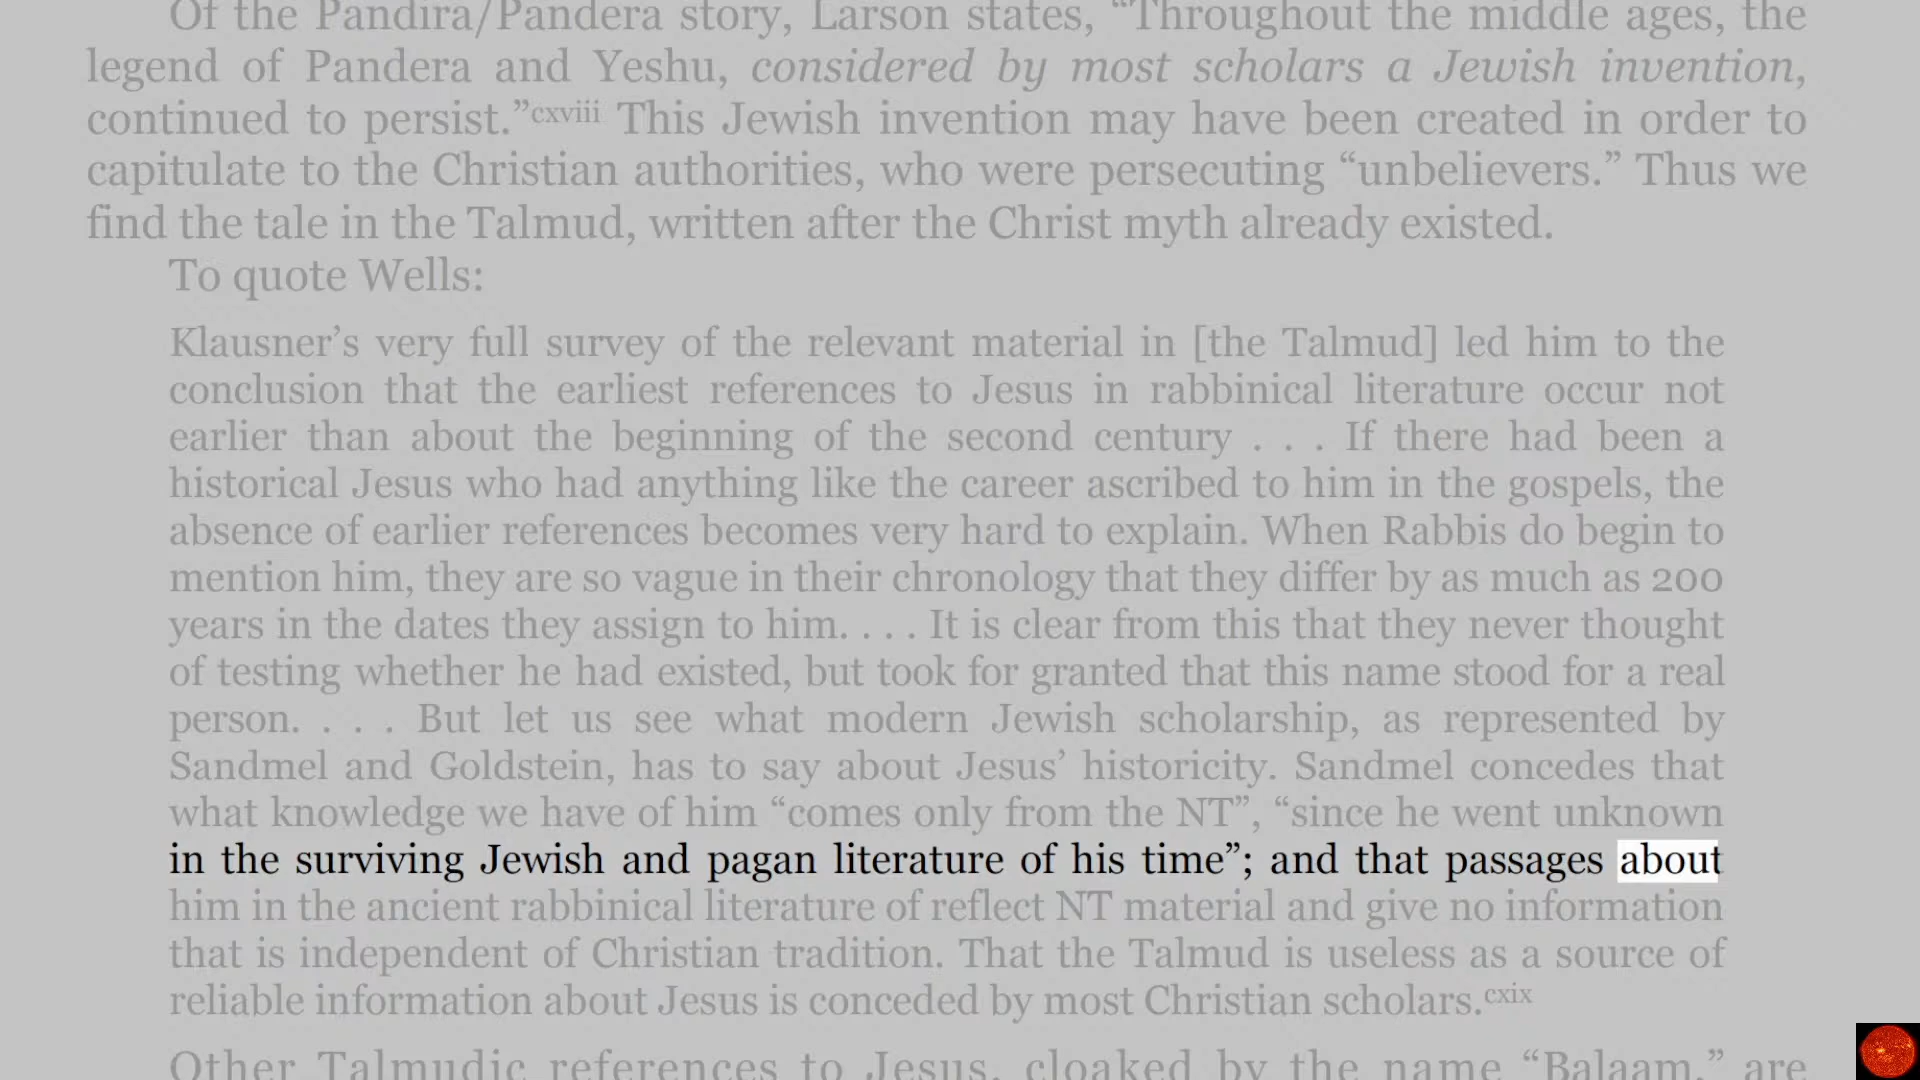 Of the Pandira/Pandera story, Larson states, “Throughout the middle ages, the
legend of Pandera and Yeshu, considered by most scholars a Jewish invention,
continued to persist.”cxviii This Jewish invention may have been created in order to
capitulate to the Christian authorities, who were persecuting “unbelievers.” Thus we
find the tale in the Talmud, written after the Christ myth already existed.
To quote Wells:
Klausner’s very full survey of the relevant material in [the Talmud] led him to the
conclusion that the earliest references to Jesus in rabbinical literature occur not
earlier than about the beginning of the second century . . . If there had been a
historical Jesus who had anything like the career ascribed to him in the gospels, the
absence of earlier references becomes very hard to explain. When Rabbis do begin to
mention him, they are so vague in their chronology that they differ by as much as 200
years in the dates they assign to him. . . . It is clear from this that they never thought
of testing whether he had existed, but took for granted that this name stood for a real
person. . . . But let us see what modern Jewish scholarship, as represented by
Sandmel and Goldstein, has to say about Jesus’ historicity. Sandmel concedes that
what knowledge we have of him “comes only from the NT”, “since he went unknown
in the surviving Jewish and pagan literature of his time”; and that passages about
him in the ancient rabbinical literature of reflect NT material and give no information
that is independent of Christian tradition. That the Talmud is useless as a source of
reliable information about Jesus is conceded by most Christian scholars.cxix
Other Talmudic references to Jesus, cloaked by the name “Balaam,” are